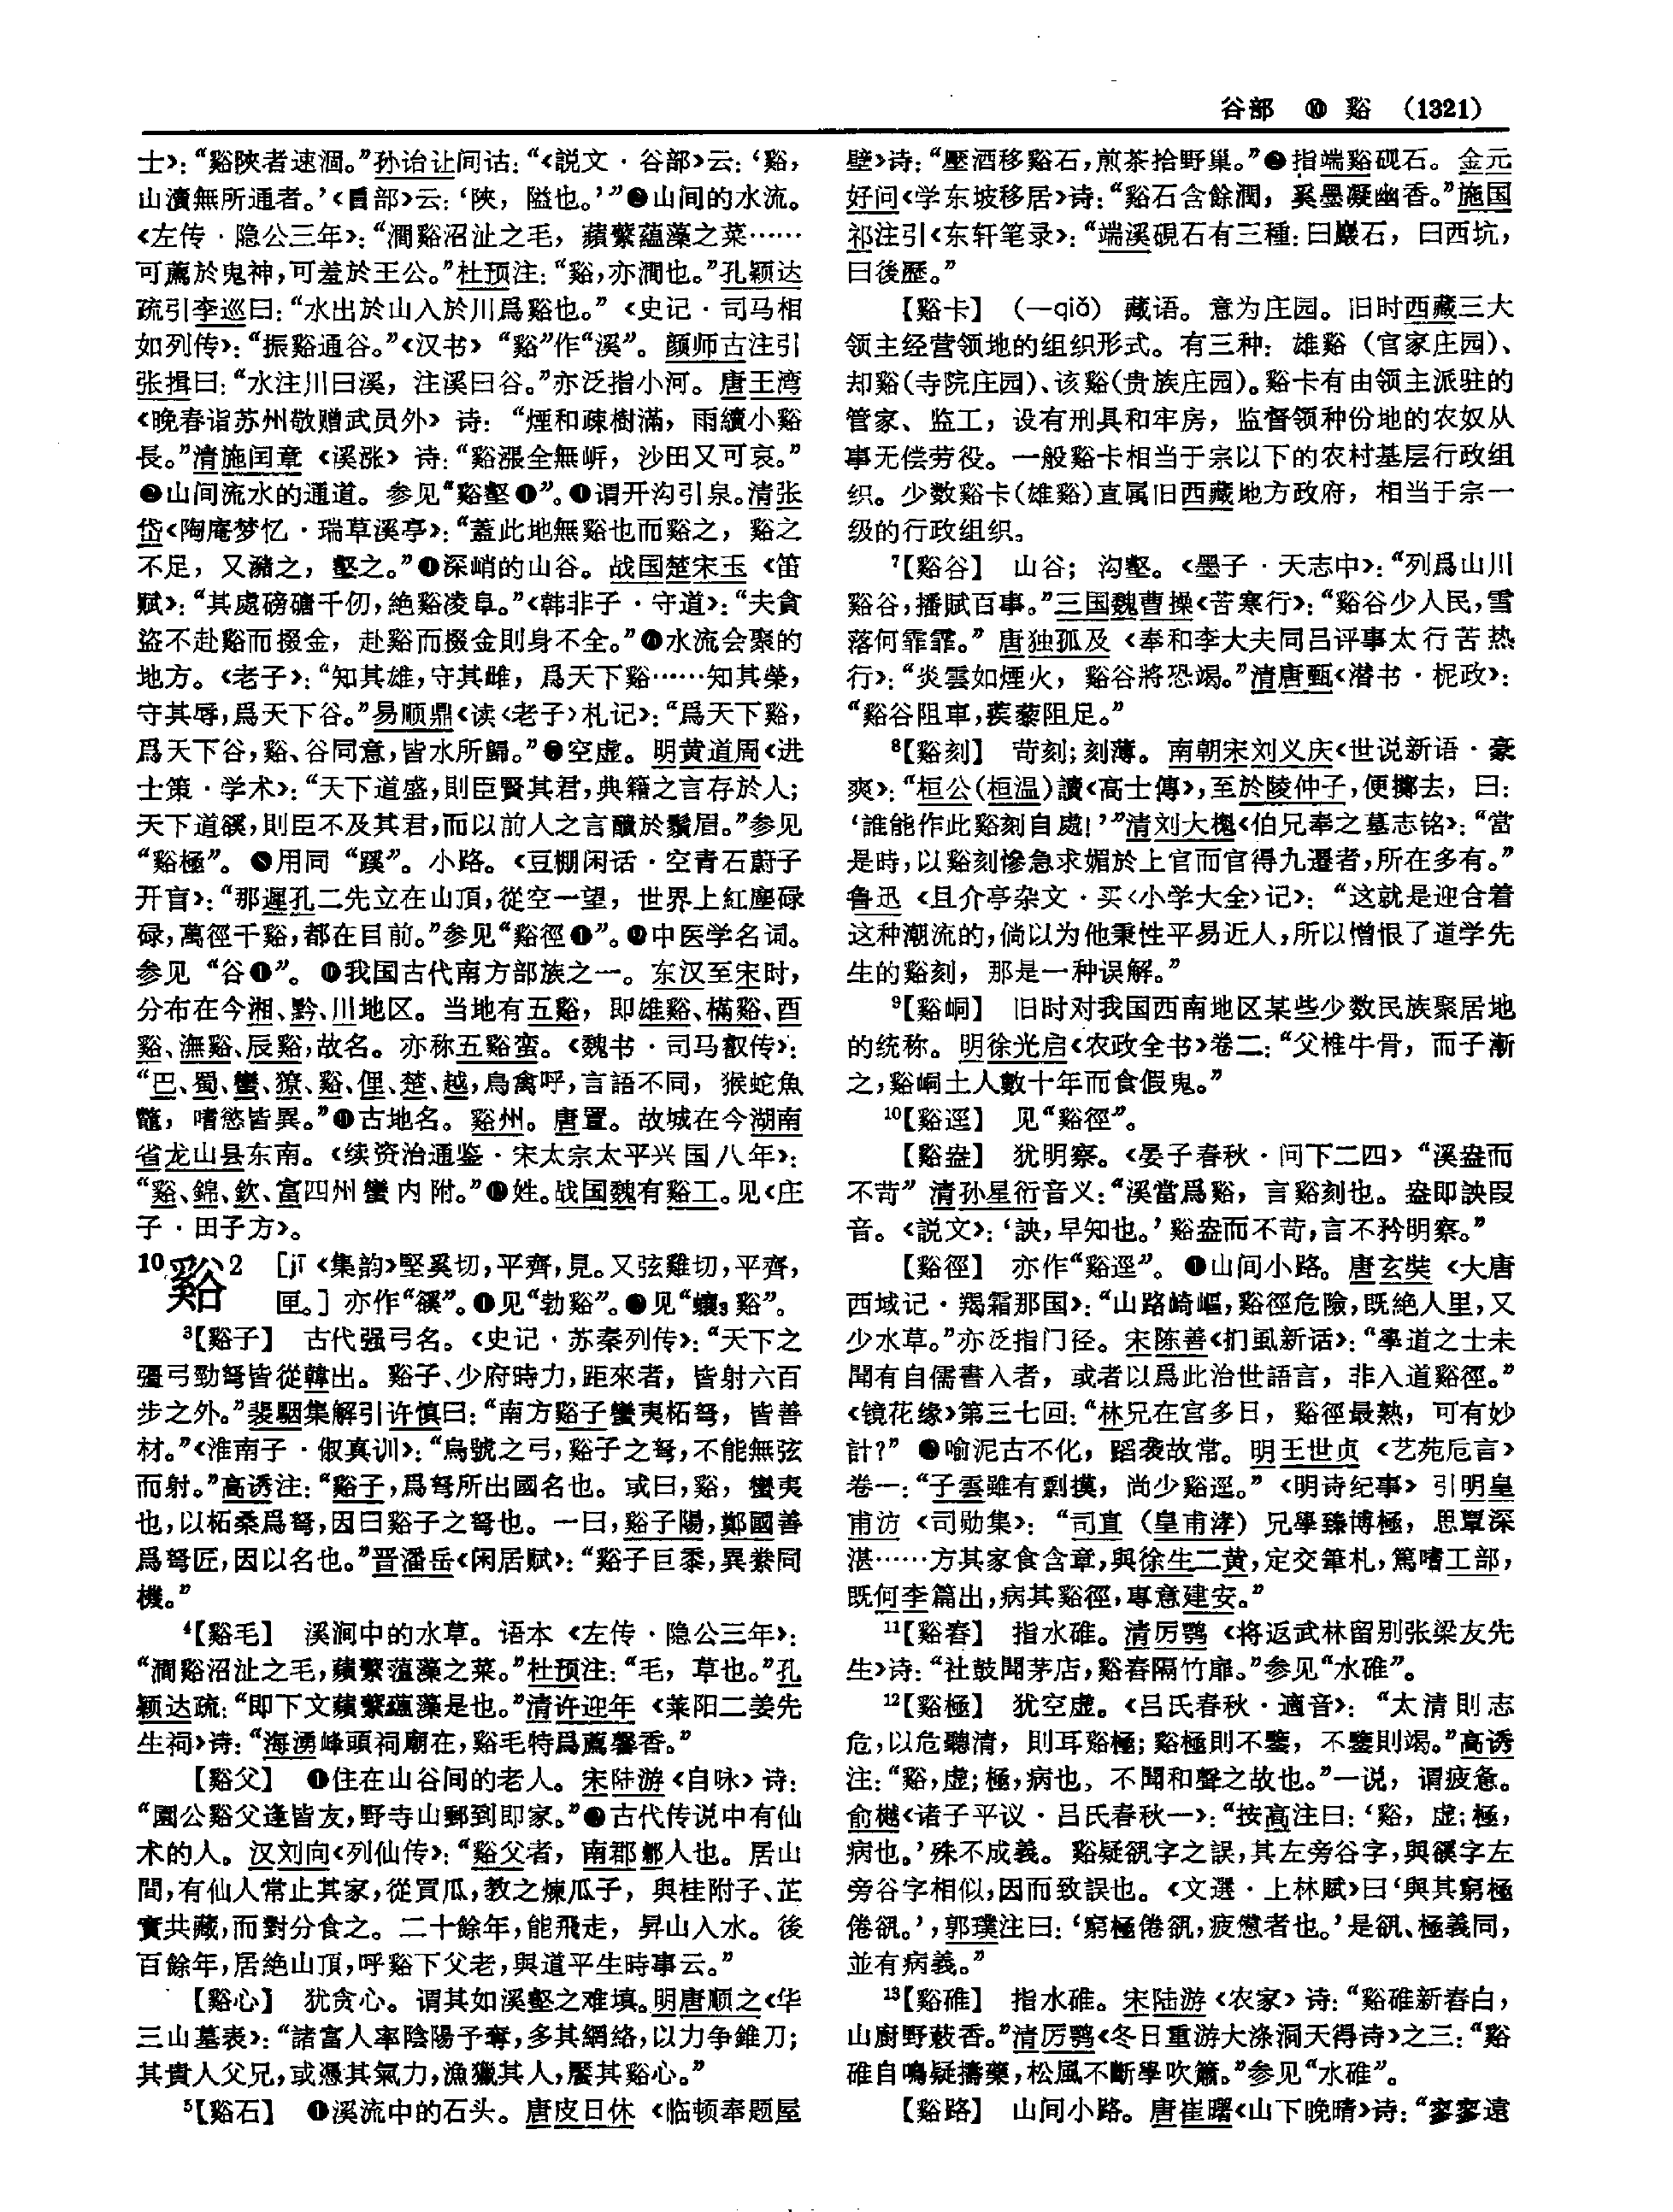 谷部 ⑩ 谿 (1321)
士》：“谿陝者速涸。”孙诒让间诂：“《説文·谷部》云：‘谿，
山瀆無所通者。’《𨸏部》云：‘陝，隘也。’”❷山间的水流。
《左传·隐公三年》：“澗谿沼沚之毛，蘋蘩藴藻之菜……
可薦於鬼神，可羞於王公。”杜预注：“谿，亦澗也。”孔颖达
疏引李巡曰：“水出於山入於川爲谿也。”《史记·司马相
如列传》：“振谿通谷。”《汉书》“谿”作“溪”。颜师古注引
张揖曰：“水注川曰溪，注溪曰谷。”亦泛指小河。唐王湾
《晚春诣苏州敬赠武员外》诗：“煙和疎樹滿，雨續小谿
長。”清施闰章《溪涨》诗：“谿漲全無岸，沙田又可哀。”
❸山间流水的通道。参见“谿壑❶”。❹谓开沟引泉。清张
岱《陶庵梦忆·瑞草溪亭》：“蓋此地無谿也而谿之，谿之
不足，又瀦之，壑之。”❺深峭的山谷。战国楚宋玉《笛
赋》：“其處磅礴千仞，絶谿凌阜。”《韩非子·守道》：“夫貪
盜不赴谿而掇金，赴谿而掇金則身不全。”❻水流会聚的
地方。《老子》：“知其雄，守其雌，爲天下谿……知其榮，
守其辱，爲天下谷。”易顺鼎《读〈老子〉札记》：“爲天下谿，
爲天下谷，谿、谷同意，皆水所歸。”❼空虚。明黄道周《进
士策·学术》：“天下道盛，則臣賢其君，典籍之言存於人；
天下道豀，則臣不及其君，而以前人之言釀於鬚眉。”参见
“谿極”。❽用同“蹊”。小路。《豆棚闲话·空青石蔚子
开盲》：“那遲孔二先立在山頂，從空一望，世界上紅塵碌
碌，萬徑千谿，都在目前。”参见“谿徑❶”。❾中医学名词。
参见“谷❶”。❿我国古代南方部族之一。东汉至宋时，
分布在今湘、黔、川地区。当地有五谿，即雄谿、樠谿、酉
谿、潕谿、辰谿，故名。亦称五谿蛮。《魏书·司马叡传》：
“巴、蜀、蠻、獠、谿、俚、楚、越，鳥禽呼，言語不同，猴蛇魚
鼈，嗜慾皆異。”⓫古地名。谿州。唐置。故城在今湖南
省龙山县东南。《续资治通鉴·宋太宗太平兴国八年》：
“谿、錦、敘、富四州蠻内附。”⓬姓。战国魏有谿工。见《庄
子·田子方》。
10谿2 [jī《集韵》堅奚切，平齊，見。又弦雞切，平齊，
匣。]亦作“豀”。❶见“勃谿”。❷见“蠰₃谿”。
³【谿子】 古代强弓名。《史记·苏秦列传》：“天下之
彊弓勁弩皆從韓出。谿子、少府時力，距來者，皆射六百
步之外。”裴駰集解引许慎曰：“南方谿子蠻夷柘弩，皆善
材。”《淮南子·俶真训》：“烏號之弓，谿子之弩，不能無弦
而射。”高诱注：“谿子，爲弩所出國名也。或曰，谿，蠻夷
也，以柘桑爲弩，因曰谿子之弩也。一曰，谿子陽，鄭國善
爲弩匠，因以名也。”晋潘岳《闲居赋》：“谿子巨黍，異絭同
機。”
⁴【谿毛】 溪涧中的水草。语本《左传·隐公三年》：
“澗谿沼沚之毛，蘋蘩薀藻之菜。”杜预注：“毛，草也。”孔
颖达疏：“即下文蘋蘩藴藻是也。”清许迎年《莱阳二姜先
生祠》诗：“海湧峰頭祠廟在，谿毛特爲薦馨香。”
【谿父】 ❶住在山谷间的老人。宋陆游《自咏》诗：
“園公谿父逢皆友，野寺山郵到即家。”❷古代传说中有仙
术的人。汉刘向《列仙传》：“谿父者，南郡鄘人也。居山
間，有仙人常止其家，從買瓜，教之煉瓜子，與桂附子、芷
實共藏，而對分食之。二十餘年，能飛走，昇山入水。後
百餘年，居絶山頂，呼谿下父老，與道平生時事云。”
【谿心】 犹贪心。谓其如溪壑之难填。明唐顺之《华
三山墓表》：“諸富人率陰陽予奪，多其網絡，以力争錐刀；
其貴人父兄，或憑其氣力，漁獵其人，饜其谿心。”
⁵【谿石】 ❶溪流中的石头。唐皮日休《临顿奉题屋
壁》诗：“壓酒移谿石，煎茶拾野巢。”❷指端谿砚石。金元
好问《学东坡移居》诗：“谿石含餘潤，奚墨凝幽香。”施国
祁注引《东轩笔录》：“端溪硯石有三種：曰巖石，曰西坑，
曰後歷。”
【谿卡】 （—qiǎ）藏语。意为庄园。旧时西藏三大
领主经营领地的组织形式。有三种：雄谿（官家庄园）、
却谿（寺院庄园）、该谿（贵族庄园）。谿卡有由领主派驻的
管家、监工，设有刑具和牢房，监督领种份地的农奴从
事无偿劳役。一般谿卡相当于宗以下的农村基层行政组
织。少数谿卡（雄谿）直属旧西藏地方政府，相当于宗一
级的行政组织。
⁷【谿谷】 山谷；沟壑。《墨子·天志中》：“列爲山川
谿谷，播賦百事。”三国魏曹操《苦寒行》：“谿谷少人民，雪
落何霏霏。”唐独孤及《奉和李大夫同吕评事太行苦热
行》：“炎雲如煙火，谿谷將恐竭。”清唐甄《潜书·柅政》：
“谿谷阻車，蒺藜阻足。”
⁸【谿刻】 苛刻；刻薄。南朝宋刘义庆《世说新语·豪
爽》：“桓公（桓温）讀《高士傳》，至於陵仲子，便擲去，曰：
‘誰能作此谿刻自處！’”清刘大櫆《伯兄奉之墓志铭》：“當
是時，以谿刻慘急求媚於上官而官得九遷者，所在多有。”
鲁迅《且介亭杂文·买〈小学大全〉记》：“这就是迎合着
这种潮流的，倘以为他秉性平易近人，所以憎恨了道学先
生的谿刻，那是一种误解。”
⁹【谿峒】 旧时对我国西南地区某些少数民族聚居地
的统称。明徐光启《农政全书》卷二：“父椎牛骨，而子漸
之，谿峒土人數十年而食假鬼。”
¹⁰【谿逕】 见“谿徑”。
【谿盎】 犹明察。《晏子春秋·问下二四》“溪盎而
不苛”清孙星衍音义：“溪當爲谿，言谿刻也。盎即詇叚
音。《説文》：‘詇，早知也。’谿盎而不苛，言不矜明察。”
【谿徑】 亦作“谿逕”。❶山间小路。唐玄奘《大唐
西域记·羯霜那国》：“山路崎嶇，谿徑危險，既絶人里，又
少水草。”亦泛指门径。宋陈善《扪虱新话》：“學道之士未
聞有自儒書入者，或者以爲此治世語言，非入道谿徑。”
《镜花缘》第三七回：“林兄在宫多日，谿徑最熟，可有妙
計？”❷喻泥古不化，蹈袭故常。明王世贞《艺苑卮言》
卷一：“子雲雖有剽摸，尚少谿逕。”《明诗纪事》引明皇
甫汸《司勋集》：“司直（皇甫涍）兄學臻博極，思覃深
湛……方其家食含章，與徐生二黄，定交筆札，篤嗜工部，
既何李篇出，病其谿徑，專意建安。”
¹¹【谿舂】 指水碓。清厉鹗《将返武林留别张梁友先
生》诗：“社鼓聞茅店，谿舂隔竹扉。”参见“水碓”。
¹²【谿極】 犹空虚。《吕氏春秋·適音》：“太清則志
危，以危聽清，則耳谿極；谿極則不鑒，不鑒則竭。”高诱
注：“谿，虚；極，病也，不聞和聲之故也。”一说，谓疲惫。
俞樾《诸子平议·吕氏春秋一》：“按高注曰：‘谿，虚；極，
病也。’殊不成義。谿疑㕁字之誤，其左旁谷字，與豀字左
旁谷字相似，因而致誤也。《文選·上林賦》曰‘與其窮極
倦㕁。’，郭璞注曰：‘窮極倦㕁，疲憊者也。’是㕁、極義同，
並有病義。”
¹³【谿碓】 指水碓。宋陆游《农家》诗：“谿碓新舂白，
山廚野蔌香。”清厉鹗《冬日重游大涤洞天得诗》之三：“谿
碓自鳴疑擣藥，松風不斷學吹簫。”参见“水碓”。
【谿路】 山间小路。唐崔曙《山下晚晴》诗：“寥寥遠